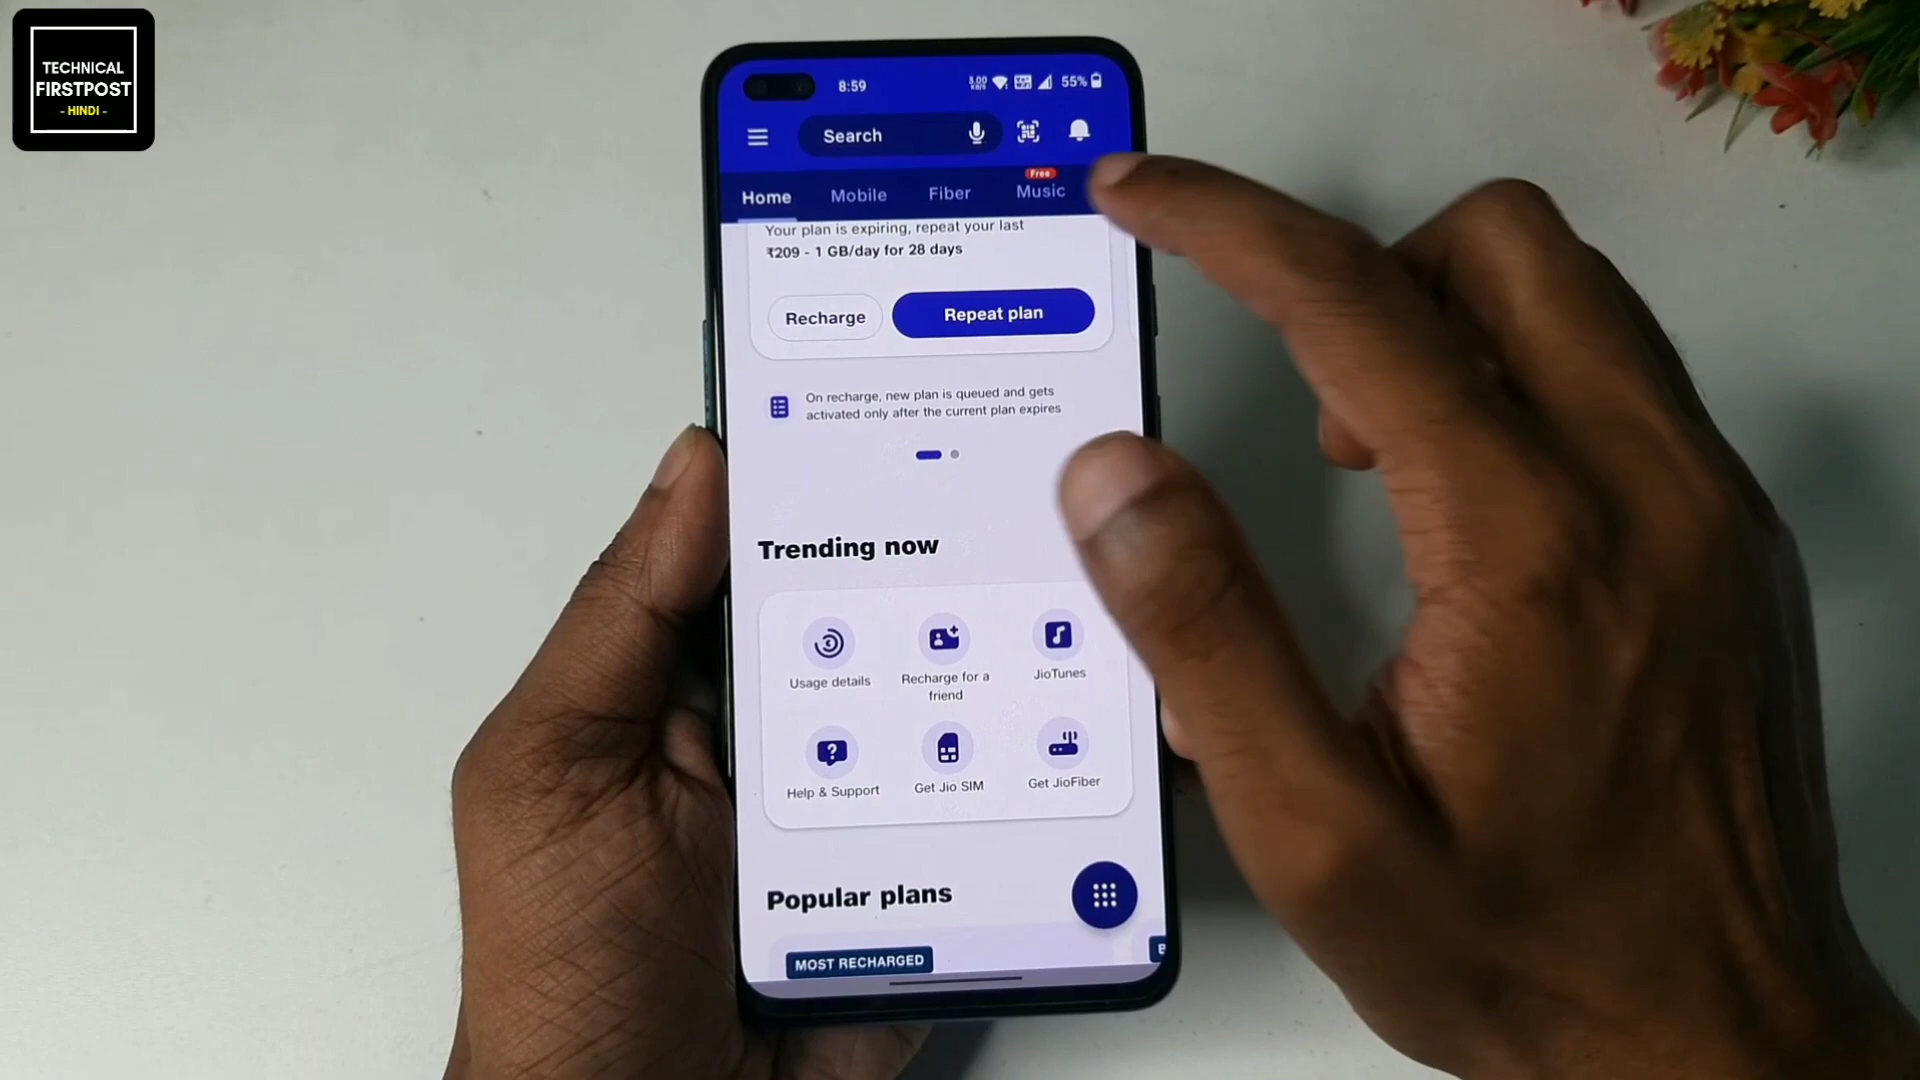 TECHNICAL
FIRSTPOST
- HINDI -
8:59
55%
Search
Free
Home Mobile Fiber Music
Your plan is expiring, repeat your last
₹209 - 1 GB/day for 28 days
Recharge
Repeat plan
On recharge, new plan is queued and gets
activated only after the current plan expires
Trending now
Usage details
Recharge for a
friend
JioTunes
Help & Support
Get Jio SIM
Get JioFiber
Popular plans
MOST RECHARGED